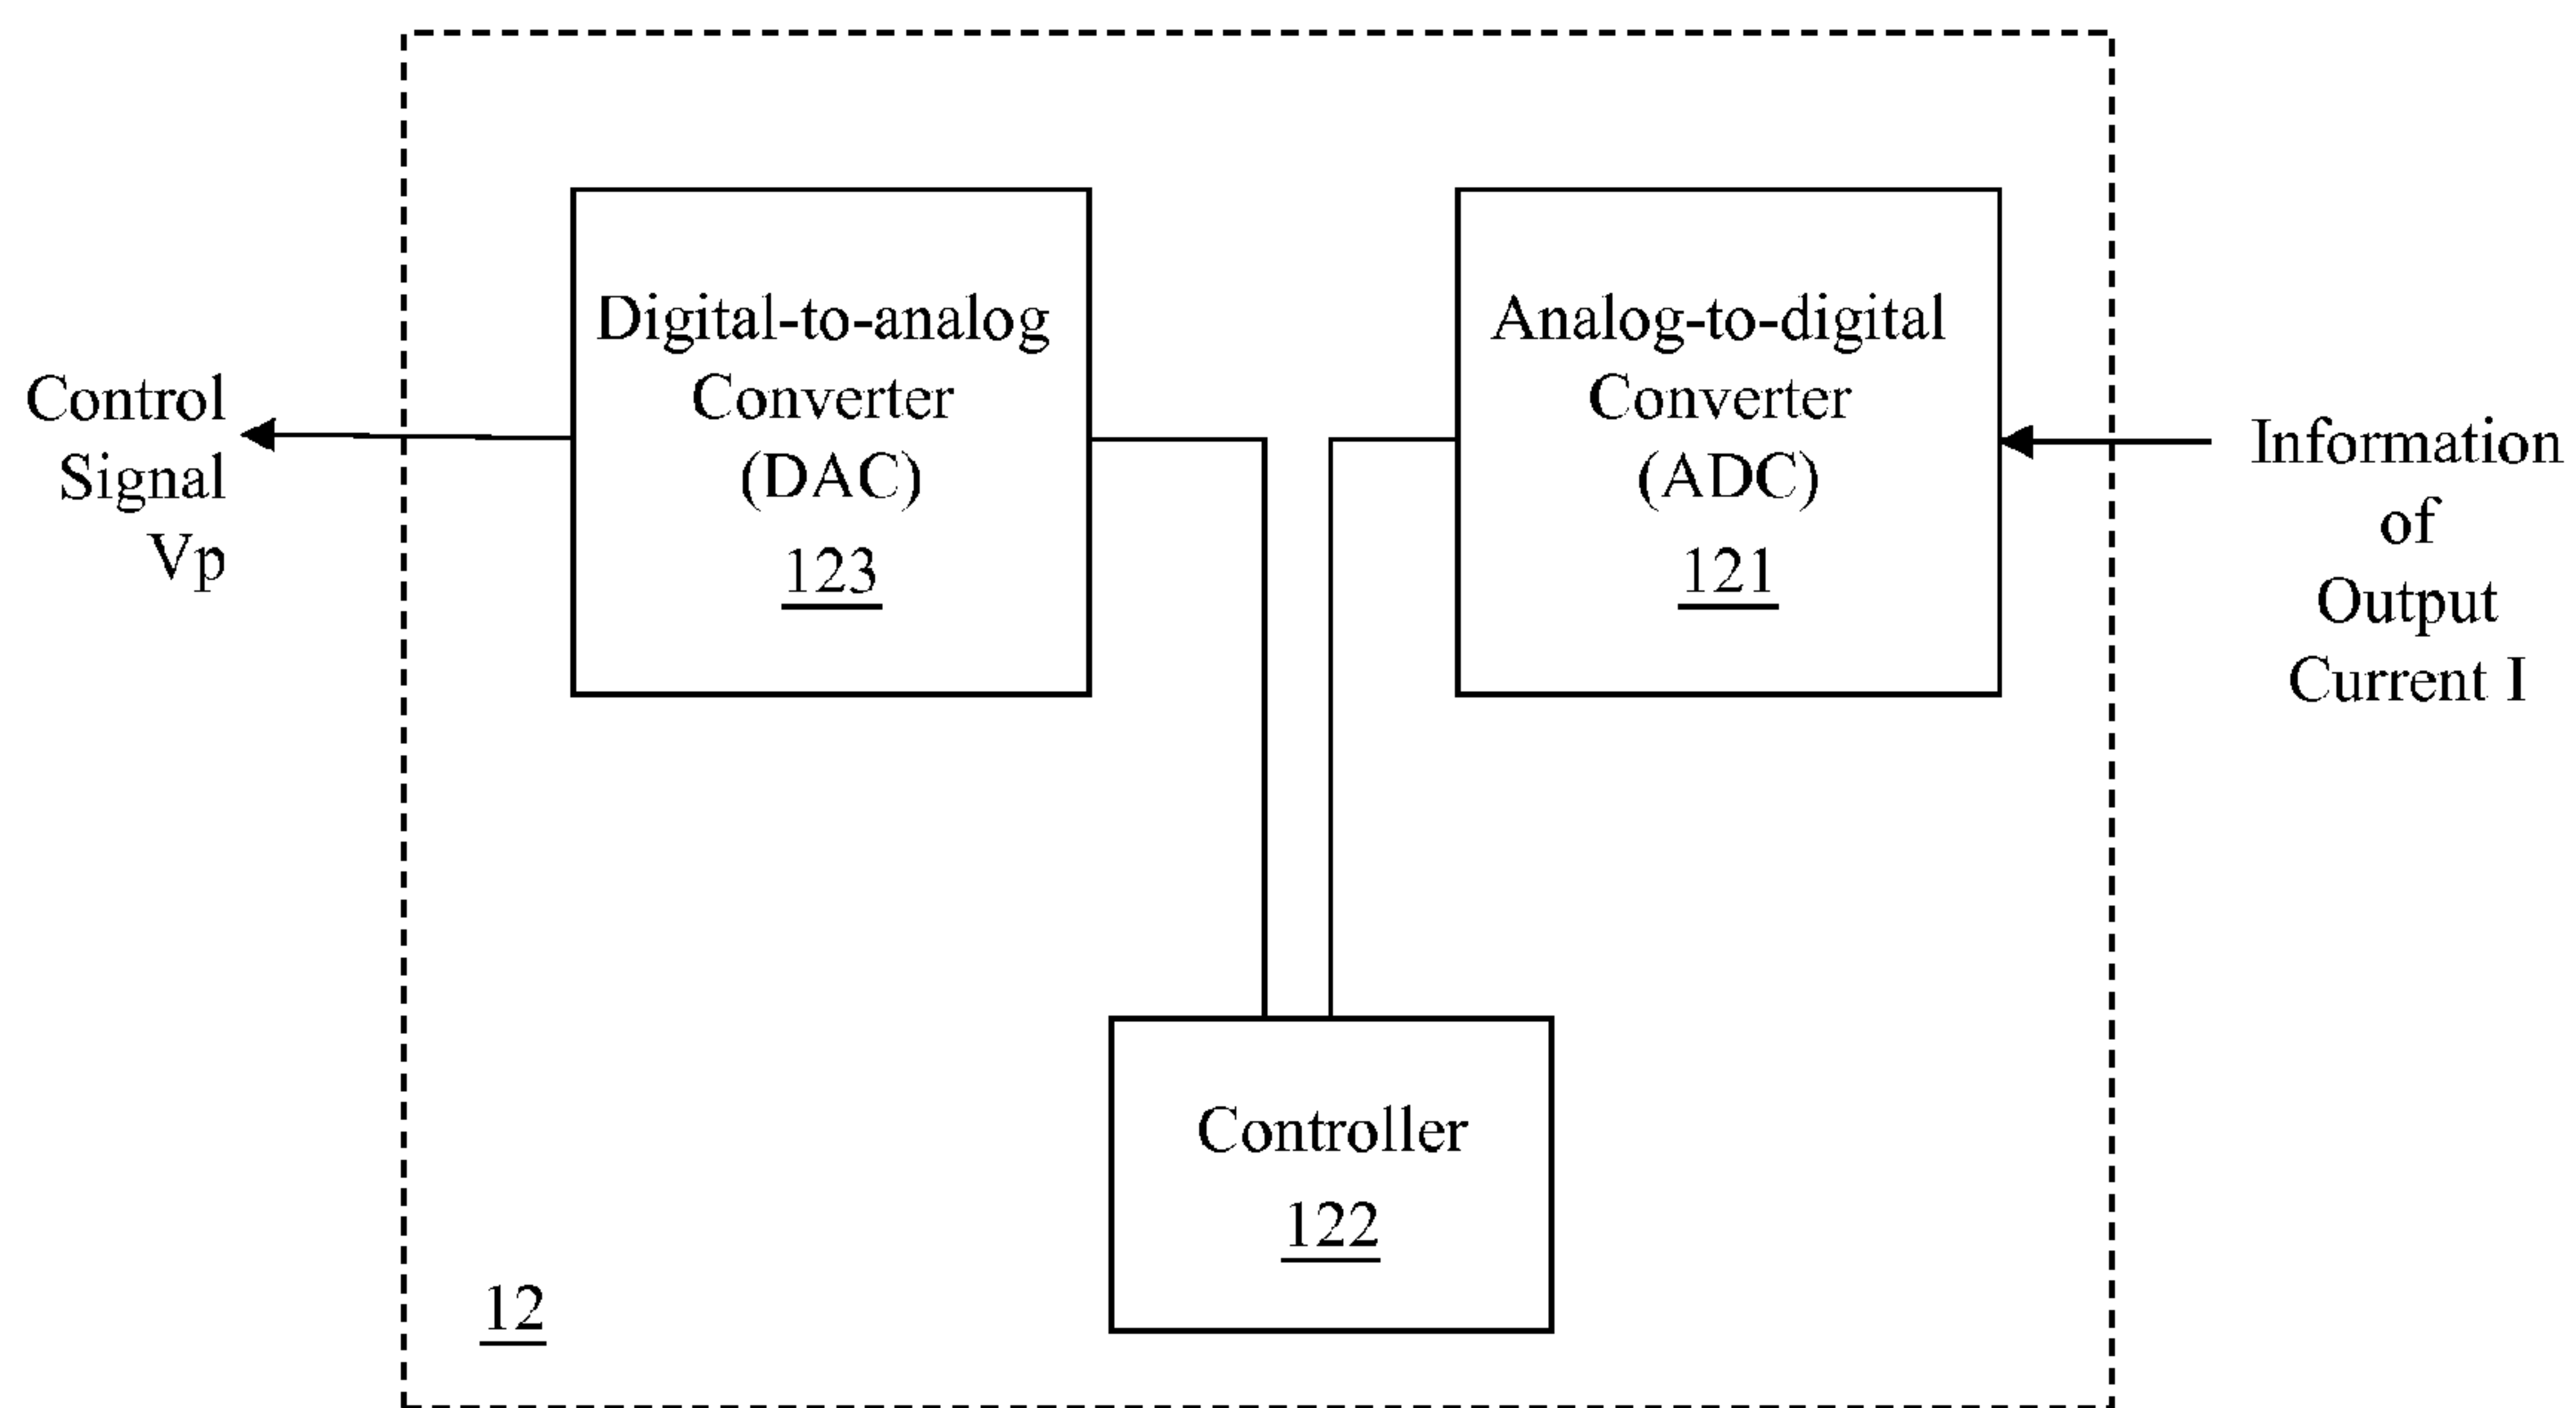 Control
Signal
Vp
Digital-to-analog
Converter
(DAC)
123
Analog-to-digital
Converter
(ADC)
121
Information
of
Output
Current I
Controller
122
12